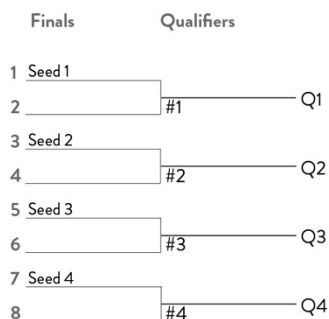 Finals Qualifiers
1 Seed 1
Q1
2 #1
3 Seed 2
Q2
4 #2
5 Seed 3
Q3
6 #3
7 Seed 4
Q4
8 #4